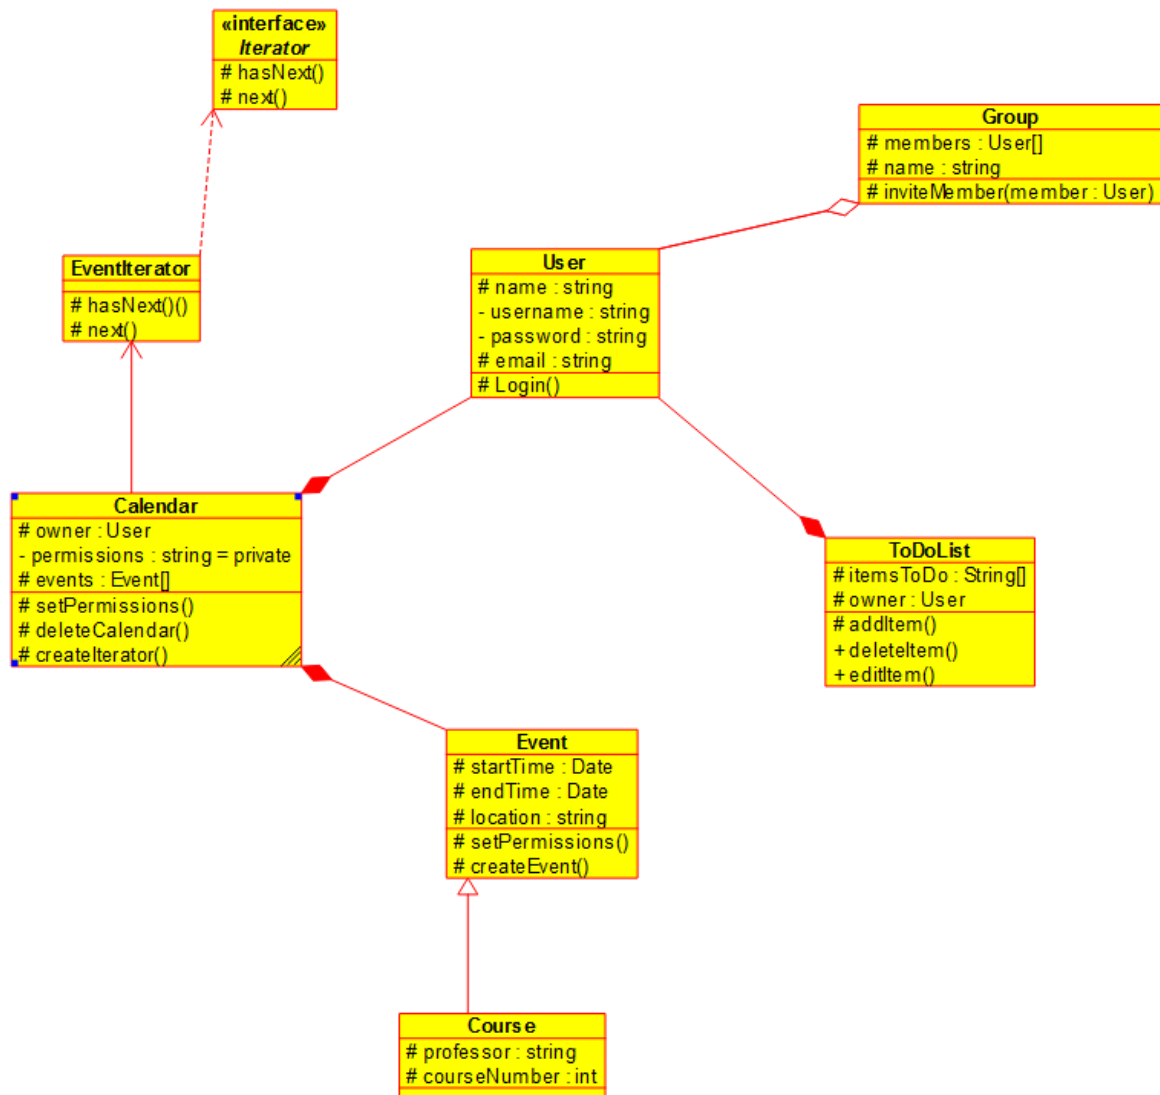 «interface»
Iterator
# hasNext()
# next()
Group
# members : User[]
# name : string
# inviteMember(member : User)
EventIterator
# hasNext()()
# next()
User
# name : string
- username : string
- password : string
# email : string
# Login()
Calendar
# owner : User
- permissions : string = private
# events : Event[]
# setPermissions()
# deleteCalendar()
# createIterator()
ToDoList
# itemsToDo : String[]
# owner : User
# addItem()
+ deleteItem()
+ editItem()
Event
# startTime : Date
# endTime : Date
# location : string
# setPermissions()
# createEvent()
Course
# professor : string
# courseNumber : int